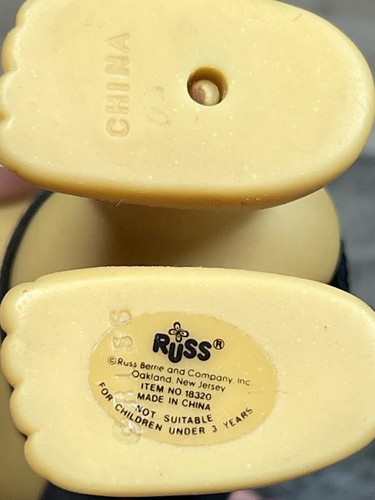 CHINA
RUSS®
©Russ Berrie and Company, Inc.
Oakland, New Jersey
ITEM NO 18320
MADE IN CHINA
NOT SUITABLE
FOR CHILDREN UNDER 3 YEARS